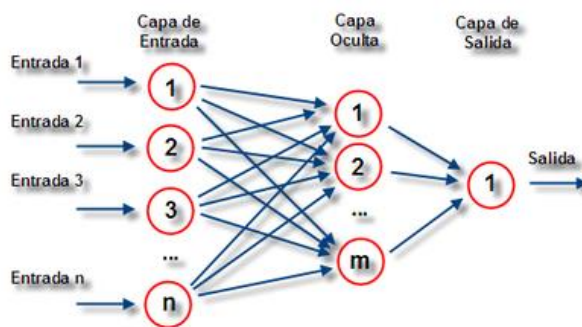 Capa de
Entrada
Capa
Oculta
Capa de
Salida
Entrada 1
1
Entrada 2
2
Entrada 3
3
...
Entrada n
n
1
2
...
m
1
Salida